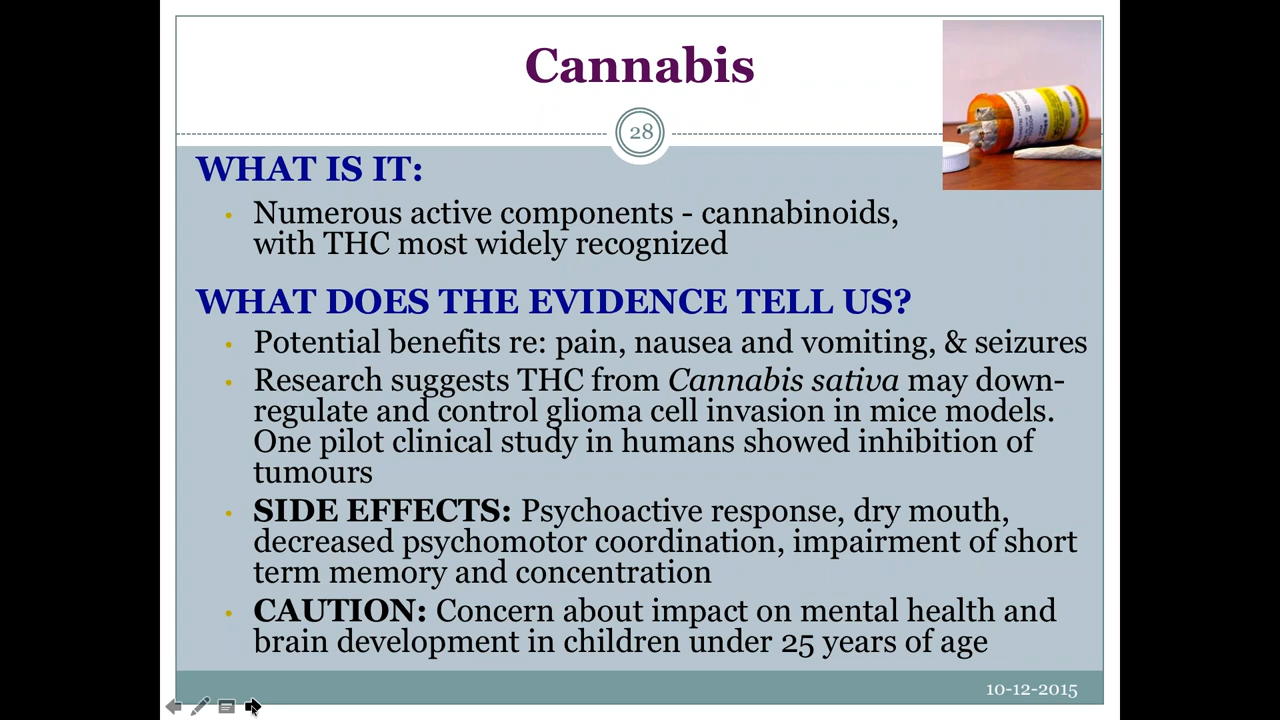 Cannabis
28
WHAT IS IT:
• Numerous active components - cannabinoids,
with THC most widely recognized
WHAT DOES THE EVIDENCE TELL US?
• Potential benefits re: pain, nausea and vomiting, & seizures
• Research suggests THC from Cannabis sativa may down-
regulate and control glioma cell invasion in mice models.
One pilot clinical study in humans showed inhibition of
tumours
• SIDE EFFECTS: Psychoactive response, dry mouth,
decreased psychomotor coordination, impairment of short
term memory and concentration
• CAUTION: Concern about impact on mental health and
brain development in children under 25 years of age
10-12-2015